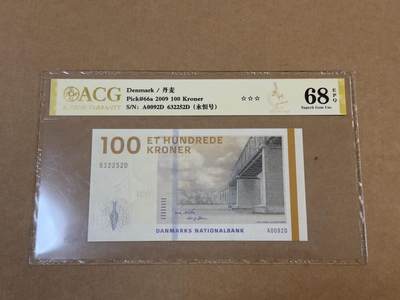 ACG
Denmark / 丹麦
Pick#66a 2009 100 Kroner
S/N: A0092D 632252D (永恒号)
☆☆☆
68 EPQ
Superb Gem Unc
100 ET HUNDREDE
KRONER
632252D
DANMARKS NATIONALBANK
A0092D